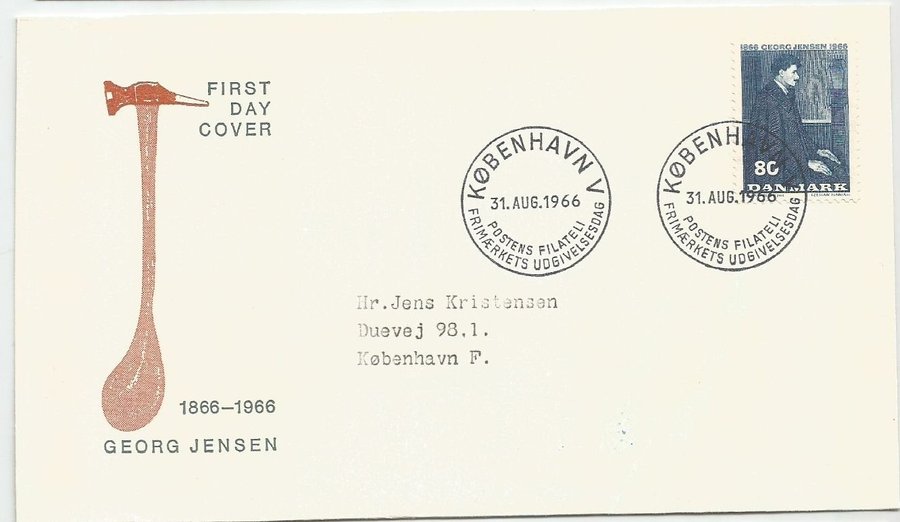 FIRST
DAY
COVER
1866 GEORG JENSEN 1966
80
DANMARK
KØBENHAVN V
31. AUG. 1966
POSTENS FILATELI
FRIMÆRKETS UDGIVELSESDAG
KØBENHAVN V
31. AUG. 1966
POSTENS FILATELI
FRIMÆRKETS UDGIVELSESDAG
Hr.Jens Kristensen
Duevej 98,1.
København F.
1866–1966
GEORG JENSEN